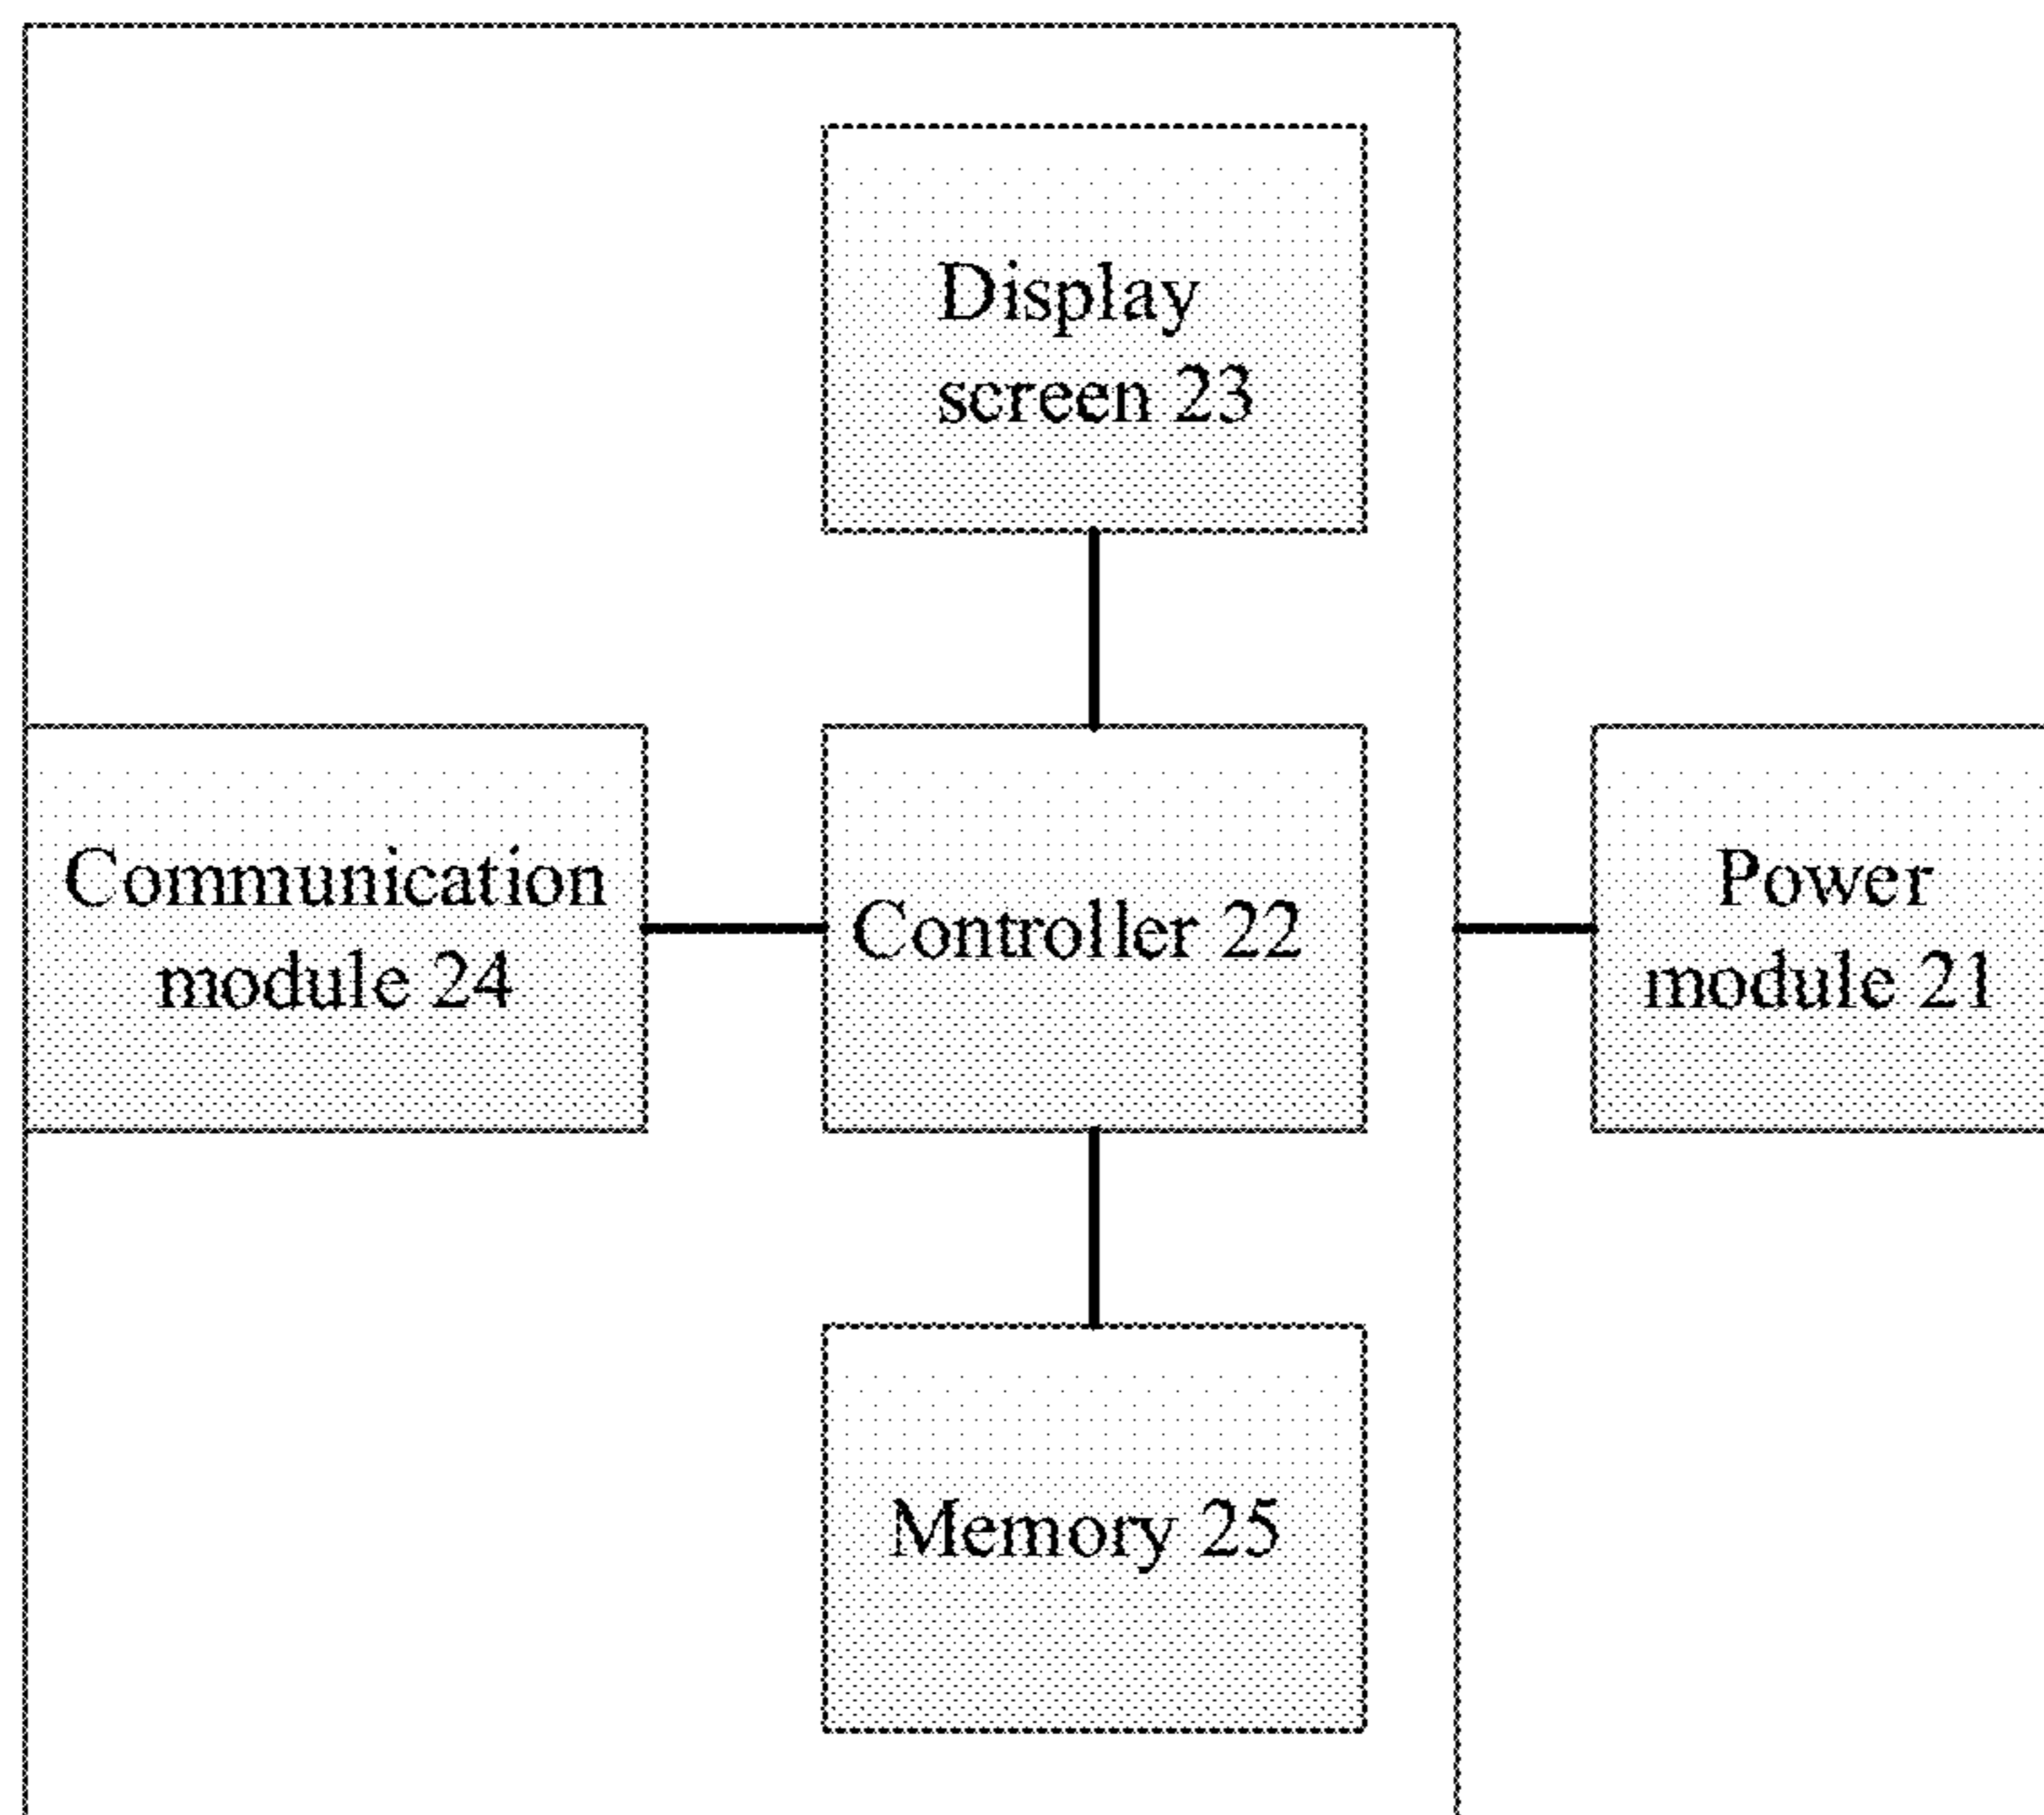 Display
screen 23
Communication
module 24
Controller 22
Power
module 21
Memory 25